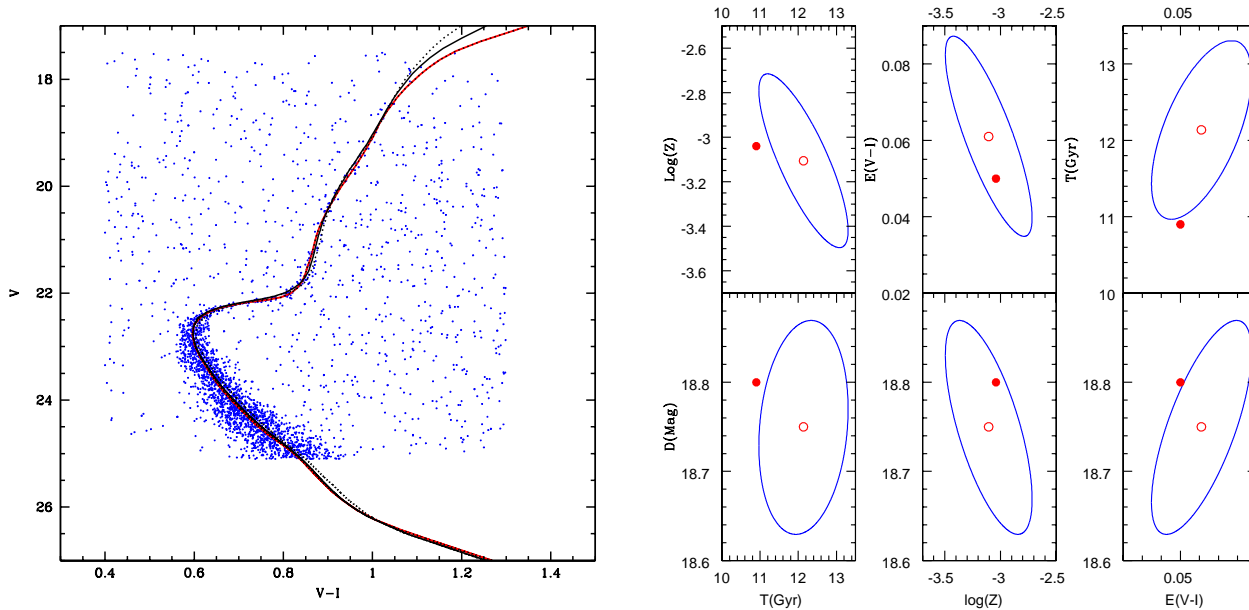 10 11 12 13
-3.5 -3 -2.5
0.05
18
20
22
24
26
V
0.4 0.6 0.8 1 1.2 1.4
V-I
-2.6
-2.8
-3
-3.2
-3.4
-3.6
Log(Z)
0.08
0.06
0.04
0.02
E(V-I)
13
12
11
10
T(Gyr)
18.8
18.7
18.6
D(Mag)
18.8
18.7
18.6
18.8
18.7
18.6
10 11 12 13
T(Gyr)
-3.5 -3 -2.5
log(Z)
0.05
E(V-I)